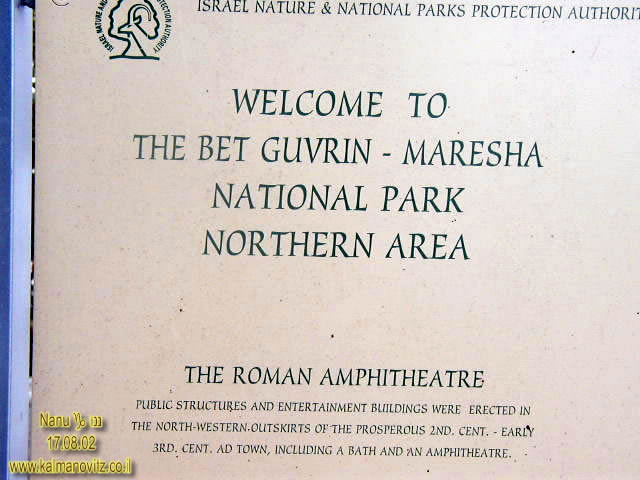 ISRAEL NATURE & NATIONAL PARKS PROTECTION AUTHORIT
WELCOME TO
THE BET GUVRIN - MARESHA
NATIONAL PARK
NORTHERN AREA
THE ROMAN AMPHITHEATRE
PUBLIC STRUCTURES AND ENTERTAINMENT BUILDINGS WERE ERECTED IN
THE NORTH-WESTERN OUTSKIRTS OF THE PROSPEROUS 2ND. CENT. - EARLY
3RD. CENT. AD TOWN, INCLUDING A BATH AND AN AMPHITHEATRE.
Nanu
17.08.02
www.kalmanovitz.co.il